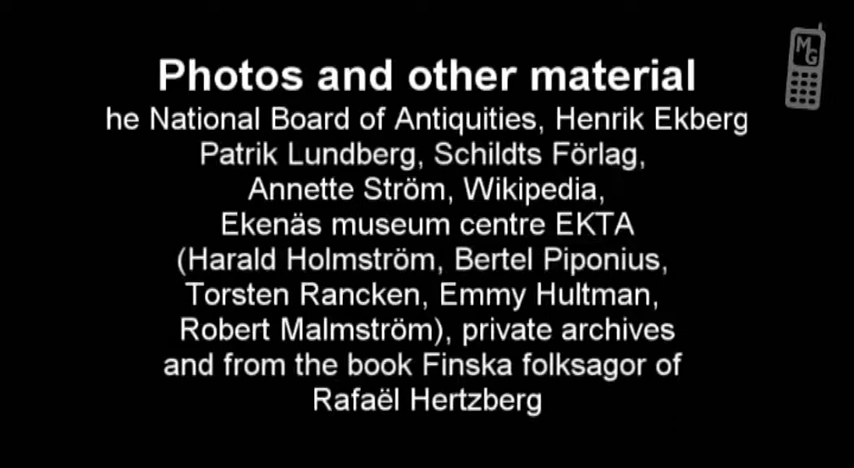 MG
Photos and other material
he National Board of Antiquities, Henrik Ekberg
Patrik Lundberg, Schildts Förlag,
Annette Ström, Wikipedia,
Ekenäs museum centre EKTA
(Harald Holmström, Bertel Piponius,
Torsten Rancken, Emmy Hultman,
Robert Malmström), private archives
and from the book Finska folksagor of
Rafaël Hertzberg